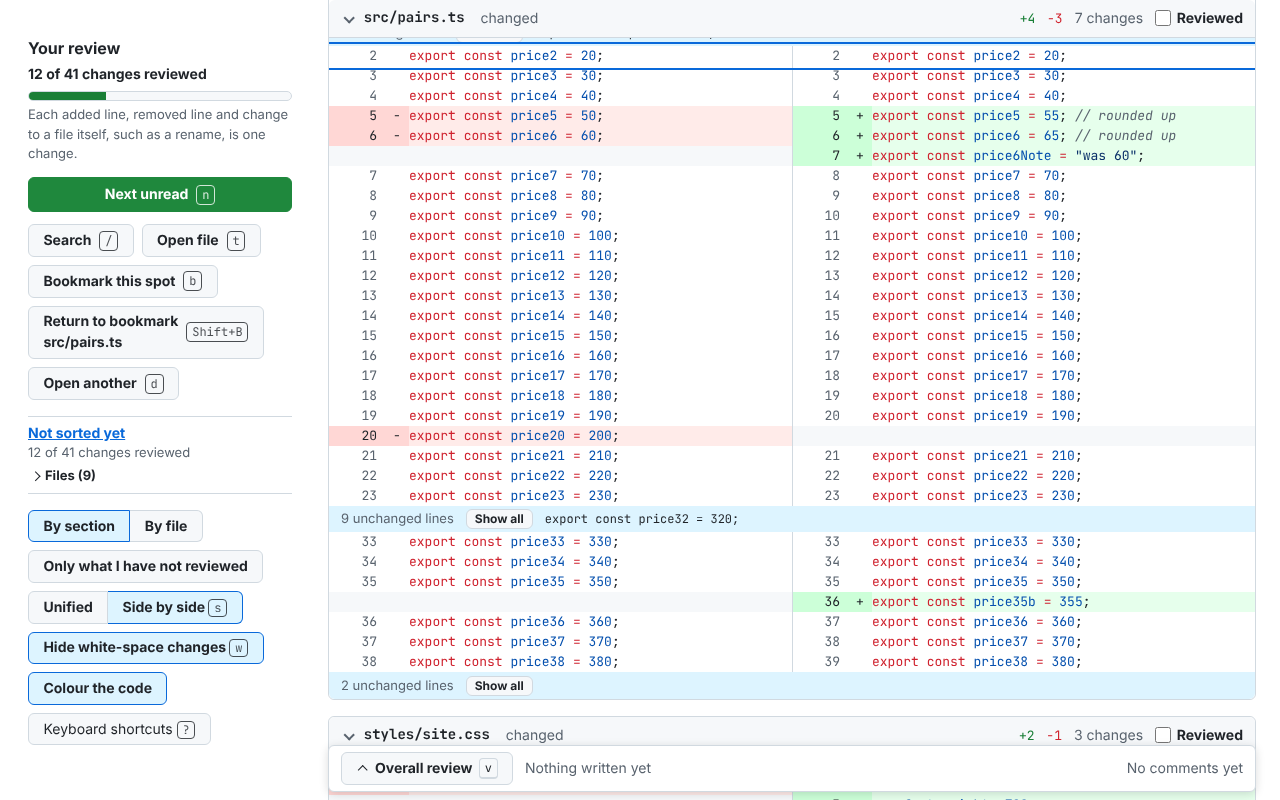 Your review
12 of 41 changes reviewed
Each added line, removed line and change
to a file itself, such as a rename, is one
change.
Next unread n
Search / Open file t
Bookmark this spot b
Return to bookmark
src/pairs.ts Shift+B
Open another d
Not sorted yet
12 of 41 changes reviewed
Files (9)
By section By file
Only what I have not reviewed
Unified Side by side s
Hide white-space changes w
Colour the code
Keyboard shortcuts ?
src/pairs.ts changed +4 -3 7 changes Reviewed
2 export const price2 = 20; 2 export const price2 = 20;
3 export const price3 = 30; 3 export const price3 = 30;
4 export const price4 = 40; 4 export const price4 = 40;
5 - export const price5 = 50; 5 + export const price5 = 55; // rounded up
6 - export const price6 = 60; 6 + export const price6 = 65; // rounded up
7 + export const price6Note = "was 60";
7 export const price7 = 70; 8 export const price7 = 70;
8 export const price8 = 80; 9 export const price8 = 80;
9 export const price9 = 90; 10 export const price9 = 90;
10 export const price10 = 100; 11 export const price10 = 100;
11 export const price11 = 110; 12 export const price11 = 110;
12 export const price12 = 120; 13 export const price12 = 120;
13 export const price13 = 130; 14 export const price13 = 130;
14 export const price14 = 140; 15 export const price14 = 140;
15 export const price15 = 150; 16 export const price15 = 150;
16 export const price16 = 160; 17 export const price16 = 160;
17 export const price17 = 170; 18 export const price17 = 170;
18 export const price18 = 180; 19 export const price18 = 180;
19 export const price19 = 190; 20 export const price19 = 190;
20 - export const price20 = 200;
21 export const price21 = 210; 21 export const price21 = 210;
22 export const price22 = 220; 22 export const price22 = 220;
23 export const price23 = 230; 23 export const price23 = 230;
9 unchanged lines Show all export const price32 = 320;
33 export const price33 = 330; 33 export const price33 = 330;
34 export const price34 = 340; 34 export const price34 = 340;
35 export const price35 = 350; 35 export const price35 = 350;
36 + export const price35b = 355;
36 export const price36 = 360; 37 export const price36 = 360;
37 export const price37 = 370; 38 export const price37 = 370;
38 export const price38 = 380; 39 export const price38 = 380;
2 unchanged lines Show all
styles/site.css changed +2 -1 3 changes Reviewed
Overall review v Nothing written yet No comments yet